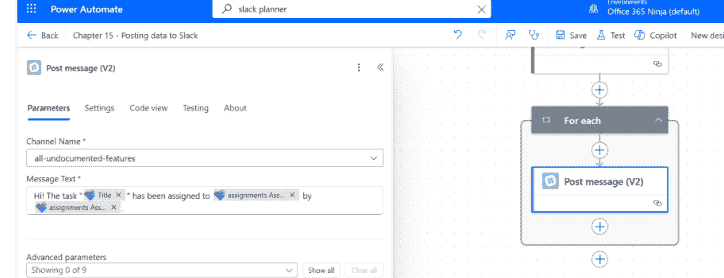 Power Automate
slack planner
Environments
Office 365 Ninja (default)
Back
Chapter 15 - Posting data to Slack
Save
Test
Copilot
New desi
Post message (V2)
Parameters
Settings
Code view
Testing
About
Channel Name *
all-undocumented-features
Message Text *
Hi! The task " Title × " has been assigned to assignments Ass... × by
assignments Ass... × .
Advanced parameters
Showing 0 of 9
Show all
Clear all
For each
Post message (V2)